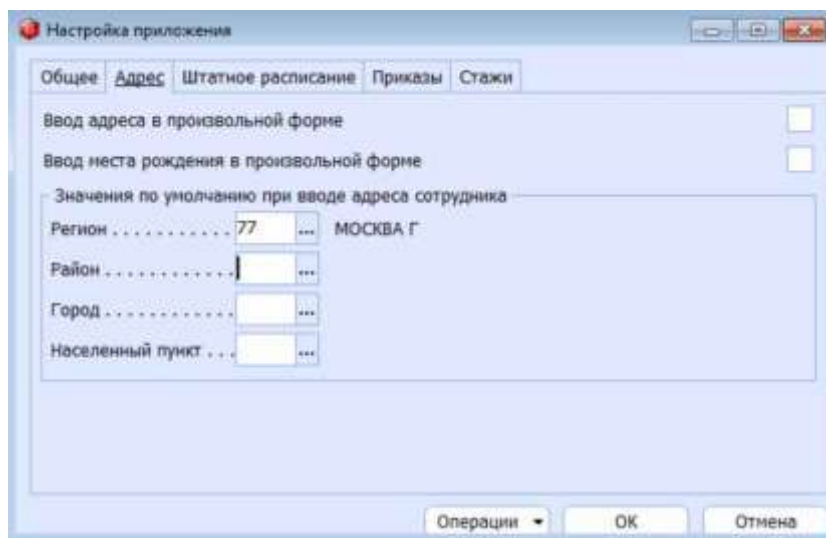 Настройка приложения
Общее Адрес Штатное расписание Приказы Стажи
Ввод адреса в произвольной форме
Ввод места рождения в произвольной форме
Значения по умолчанию при вводе адреса сотрудника
Регион . . . . . . . . . . . 77 ... МОСКВА Г
Район . . . . . . . . . . . . ...
Город . . . . . . . . . . . . ...
Населенный пункт . . . ...
Операции ОК Отмена